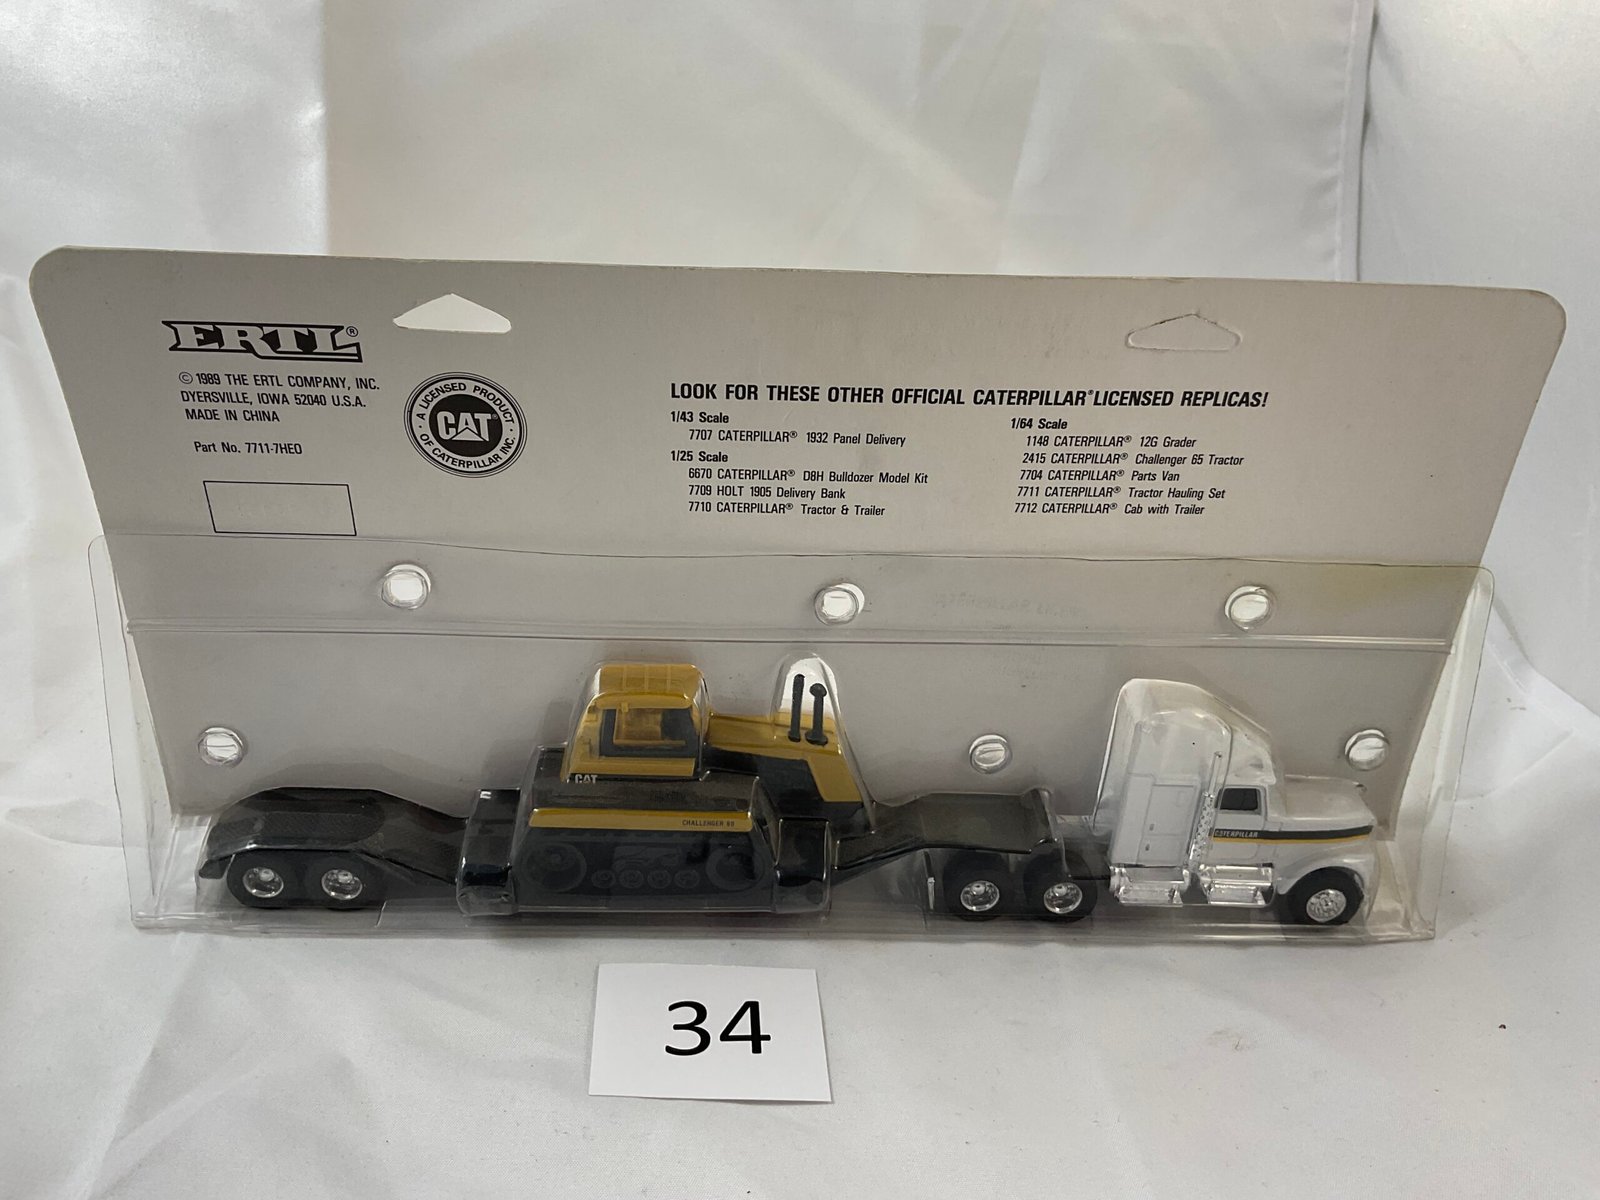 ERTL®
© 1989 THE ERTL COMPANY, INC.
DYERSVILLE, IOWA 52040 U.S.A.
MADE IN CHINA
Part No. 7711-7HEO
· A LICENSED PRODUCT ·
CAT®
OF CATERPILLAR INC.
LOOK FOR THESE OTHER OFFICIAL CATERPILLAR® LICENSED REPLICAS!
1/43 Scale
7707 CATERPILLAR® 1932 Panel Delivery
1/25 Scale
6670 CATERPILLAR® D8H Bulldozer Model Kit
7709 HOLT 1905 Delivery Bank
7710 CATERPILLAR® Tractor & Trailer
1/64 Scale
1148 CATERPILLAR® 12G Grader
2415 CATERPILLAR® Challenger 65 Tractor
7704 CATERPILLAR® Parts Van
7711 CATERPILLAR® Tractor Hauling Set
7712 CATERPILLAR® Cab with Trailer
CAT
CHALLENGER
CATERPILLAR
34